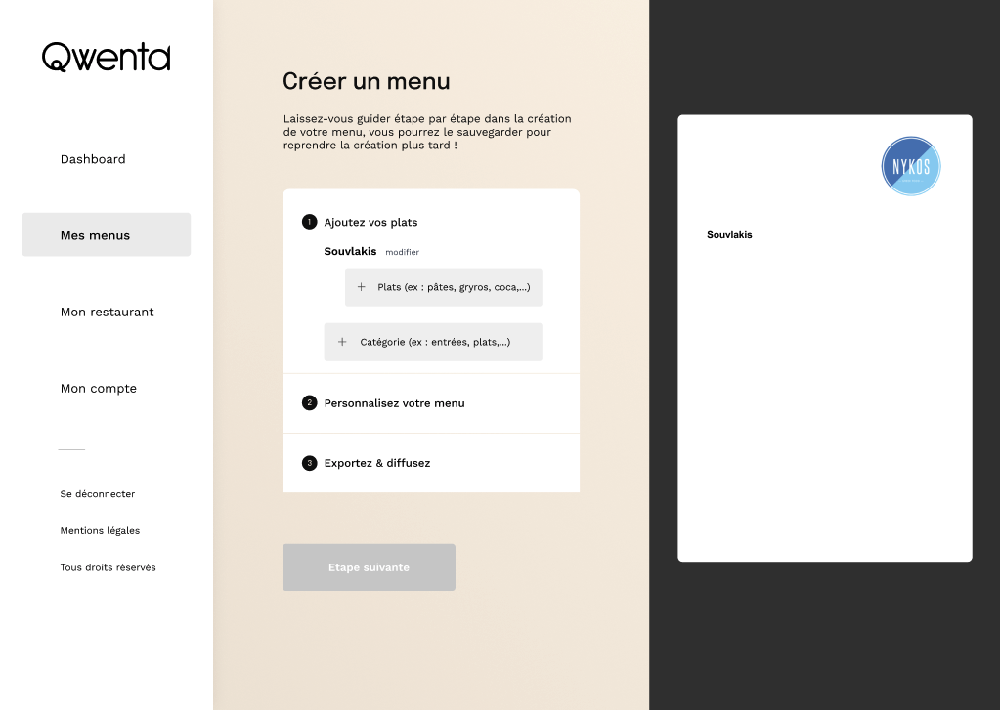 Qwenta
Dashboard
Mes menus
Mon restaurant
Mon compte
Se déconnecter
Mentions légales
Tous droits réservés
Créer un menu
Laissez-vous guider étape par étape dans la création
de votre menu, vous pourrez le sauvegarder pour
reprendre la création plus tard !
1 Ajoutez vos plats
Souvlakis modifier
+ Plats (ex : pâtes, gryros, coca,...)
+ Catégorie (ex : entrées, plats,...)
2 Personnalisez votre menu
3 Exportez & diffusez
Etape suivante
NYKOS
Souvlakis